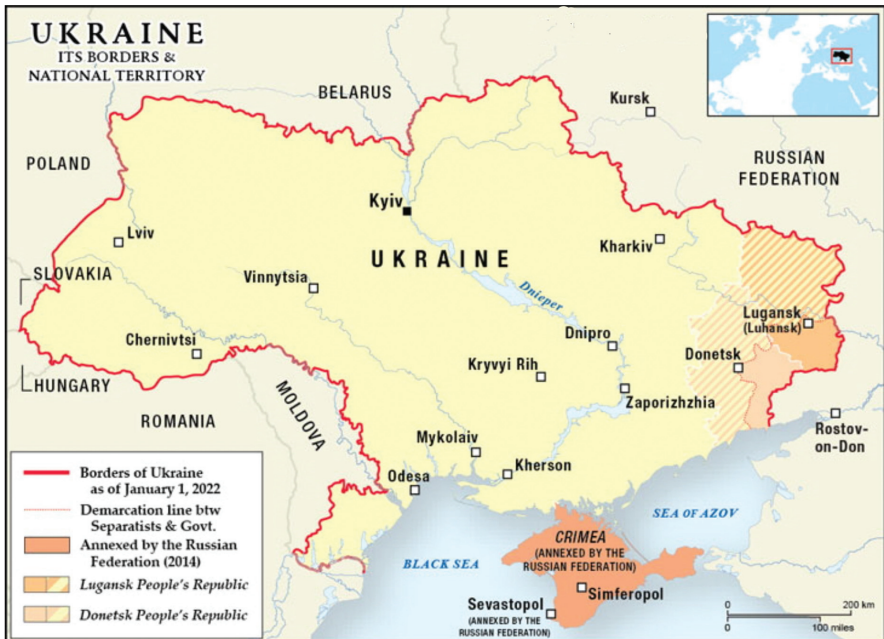 UKRAINE
ITS BORDERS &
NATIONAL TERRITORY
BELARUS
Kursk
POLAND
RUSSIAN
FEDERATION
Kyiv
Lviv
UKRAINE
Kharkiv
SLOVAKIA
Vinnytsia
Dnieper
Lugansk
(Luhansk)
Chernivtsi
Dnipro
Donetsk
Kryvyi Rih
HUNGARY
MOLDOVA
Zaporizhzhia
ROMANIA
Rostov-
on-Don
Mykolaiv
Kherson
Odesa
Borders of Ukraine
as of January 1, 2022
Demarcation line btw
Separatists & Govt.
Annexed by the Russian
Federation (2014)
Lugansk People's Republic
Donetsk People's Republic
SEA OF AZOV
CRIMEA
(ANNEXED BY THE
RUSSIAN FEDERATION)
BLACK SEA
Simferopol
Sevastopol
(ANNEXED BY THE
RUSSIAN FEDERATION)
0 200 km
0 100 miles